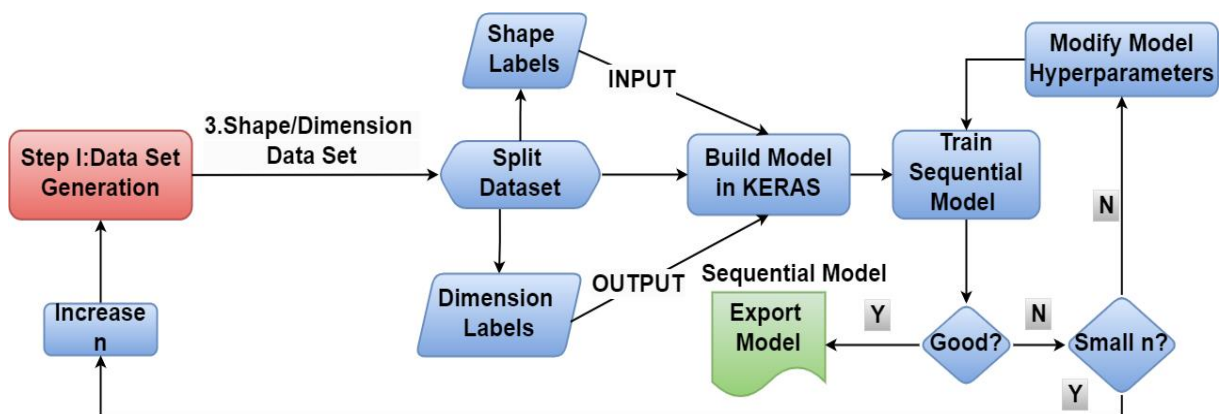 Shape
Labels
INPUT
Modify Model
Hyperparameters
3.Shape/Dimension
Data Set
Step I:Data Set
Generation
Split
Dataset
Build Model
in KERAS
Train
Sequential
Model
N
OUTPUT
Sequential Model
Dimension
Labels
Increase
n
Export
Model
Y
Good?
N
Small n?
Y